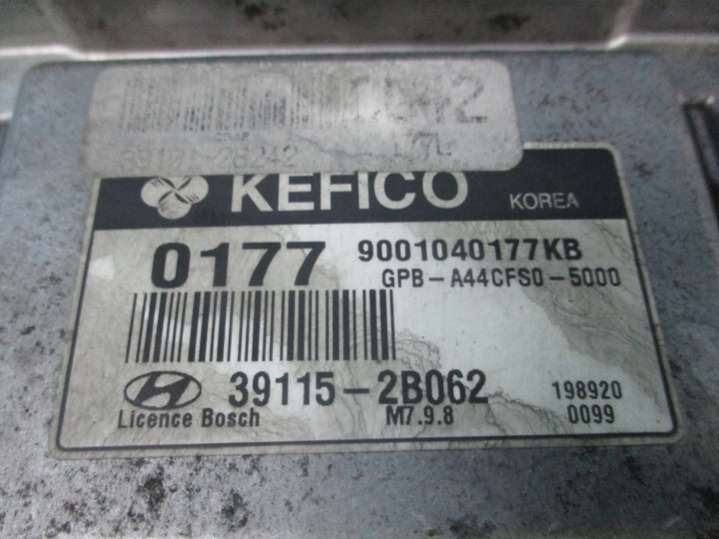 KEFICO KOREA
0177 9001040177KB
GPB-A44CFS0-5000
39115-2B062 198920
Licence Bosch M7.9.8 0099